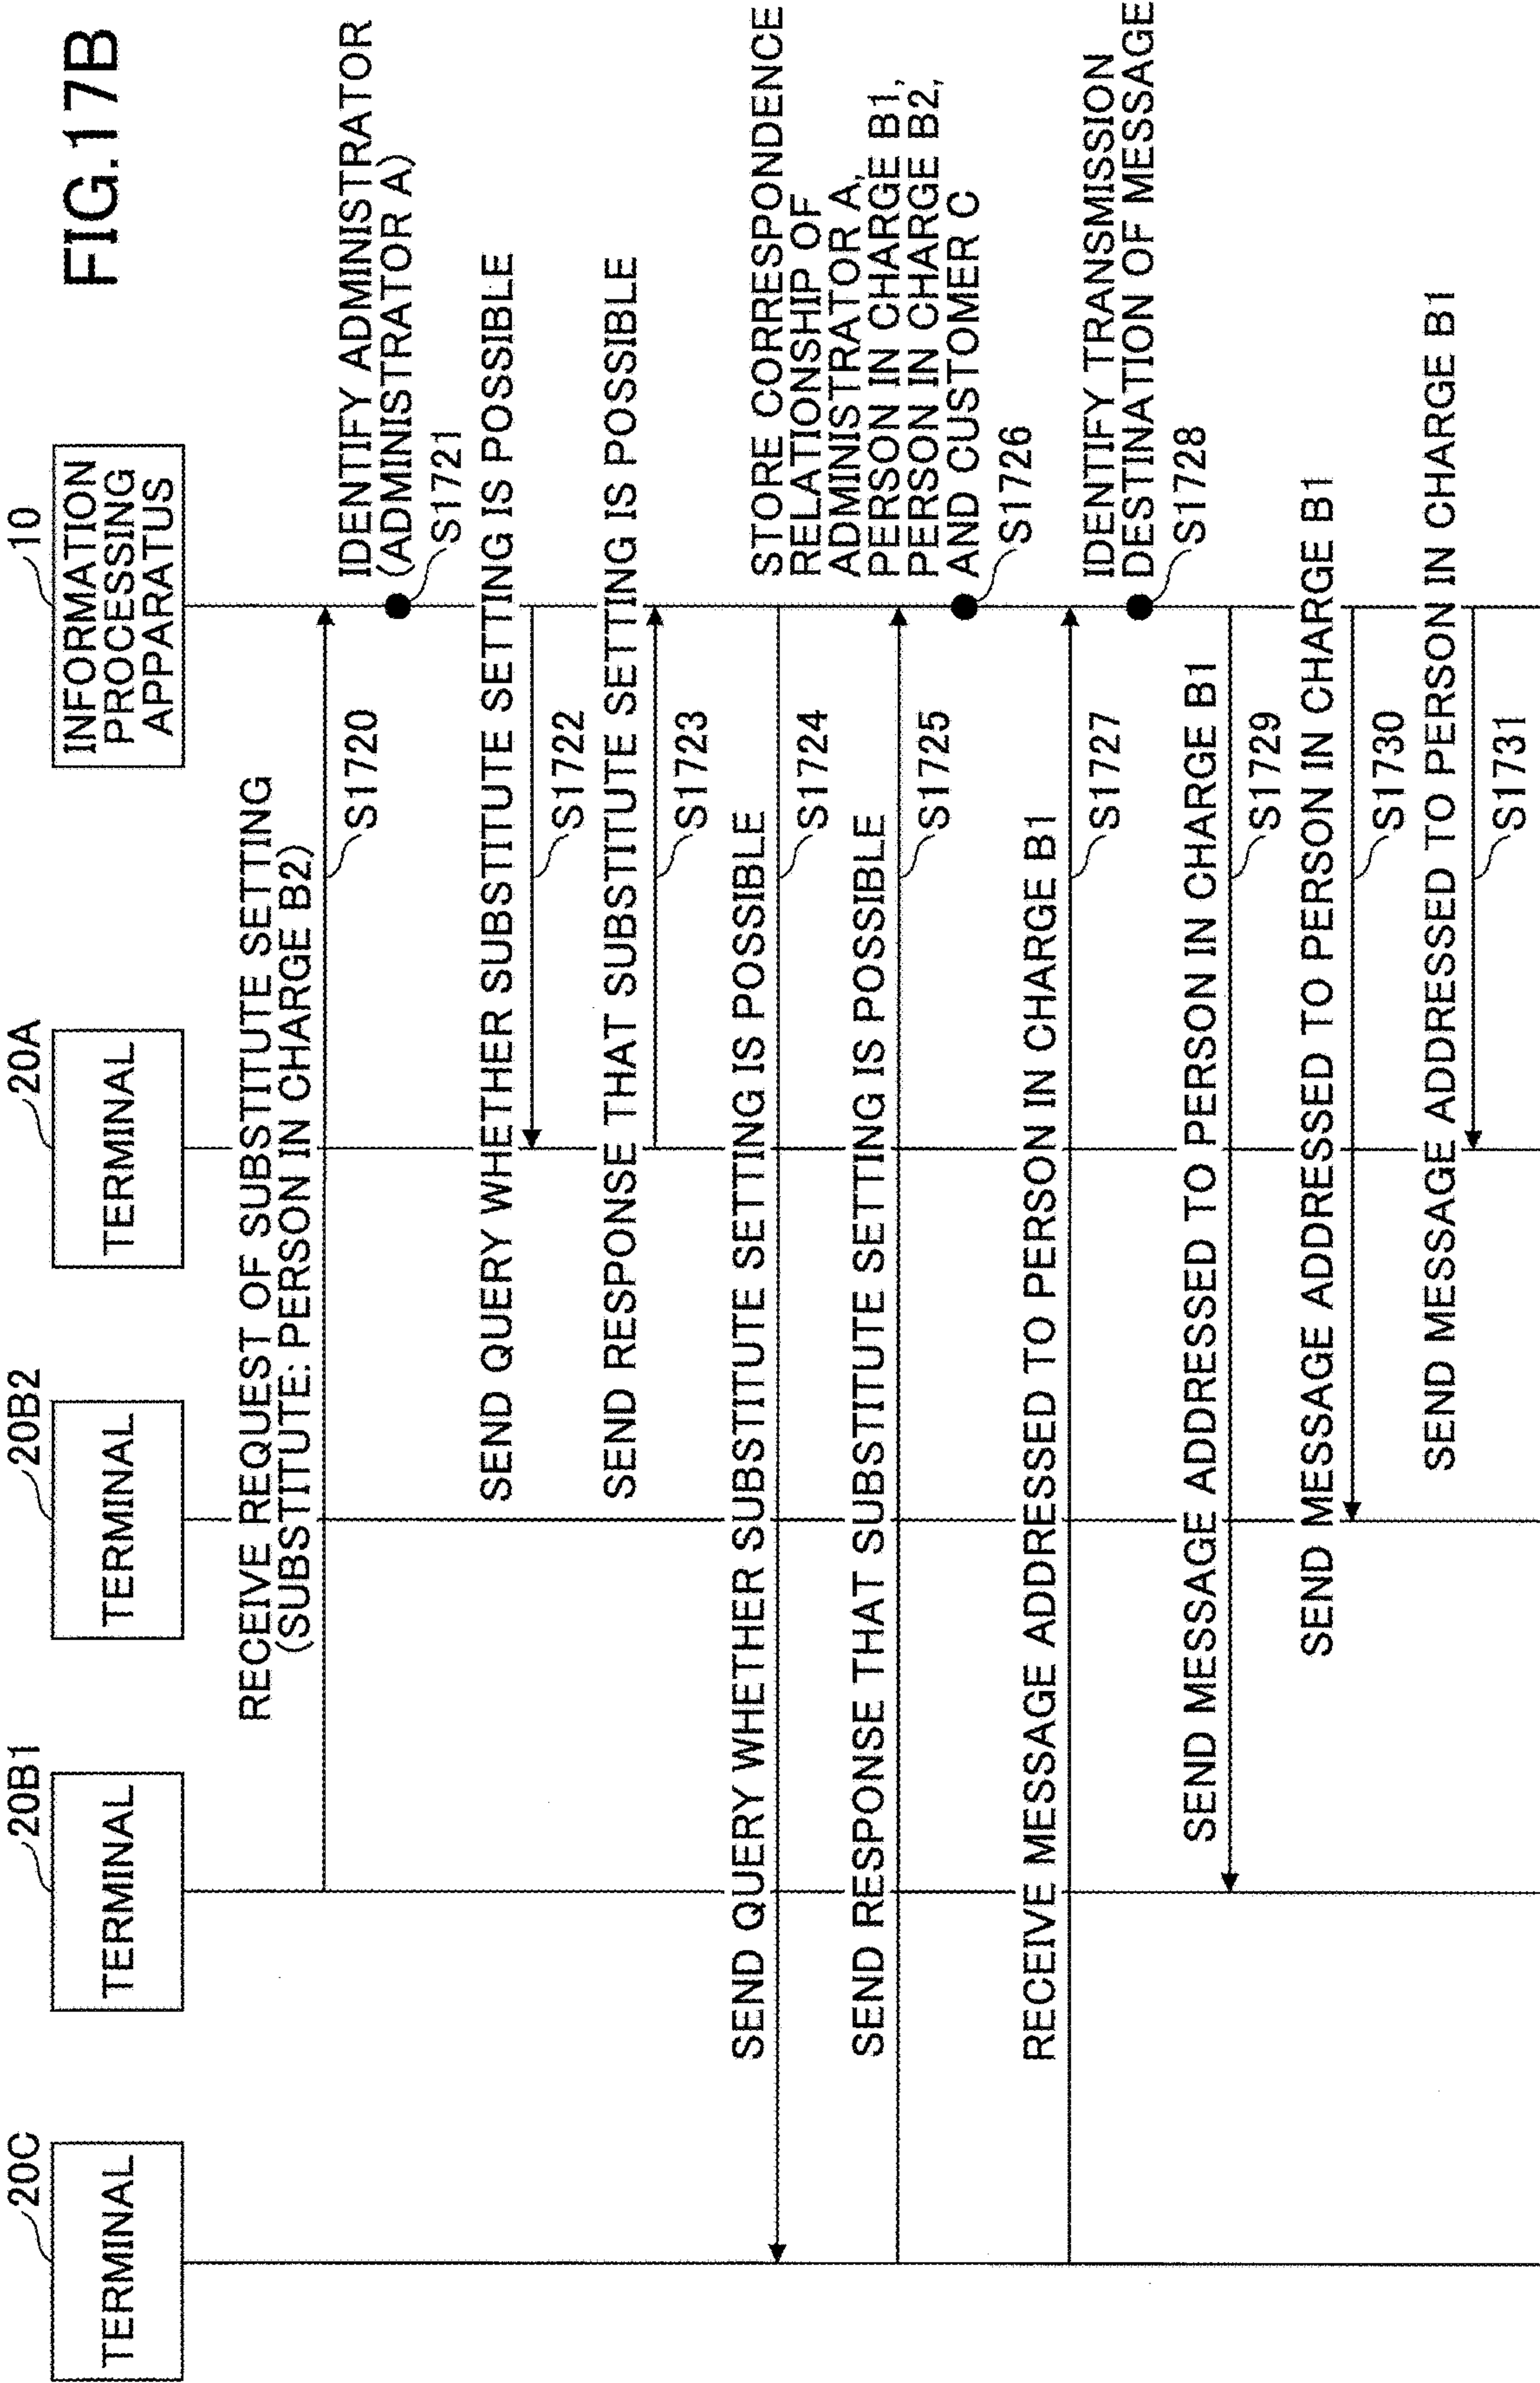 FIG.17B
20C
TERMINAL
20B1
TERMINAL
20B2
TERMINAL
20A
TERMINAL
10
INFORMATION
PROCESSING
APPARATUS
RECEIVE REQUEST OF SUBSTITUTE SETTING
(SUBSTITUTE: PERSON IN CHARGE B2)
S1720
IDENTIFY ADMINISTRATOR
(ADMINISTRATOR A)
S1721
SEND QUERY WHETHER SUBSTITUTE SETTING IS POSSIBLE
S1722
SEND RESPONSE THAT SUBSTITUTE SETTING IS POSSIBLE
S1723
SEND QUERY WHETHER SUBSTITUTE SETTING IS POSSIBLE
S1724
SEND RESPONSE THAT SUBSTITUTE SETTING IS POSSIBLE
S1725
STORE CORRESPONDENCE
RELATIONSHIP OF
ADMINISTRATOR A,
PERSON IN CHARGE B1,
PERSON IN CHARGE B2,
AND CUSTOMER C
S1726
RECEIVE MESSAGE ADDRESSED TO PERSON IN CHARGE B1
S1727
IDENTIFY TRANSMISSION
DESTINATION OF MESSAGE
S1728
SEND MESSAGE ADDRESSED TO PERSON IN CHARGE B1
S1729
SEND MESSAGE ADDRESSED TO PERSON IN CHARGE B1
S1730
SEND MESSAGE ADDRESSED TO PERSON IN CHARGE B1
S1731